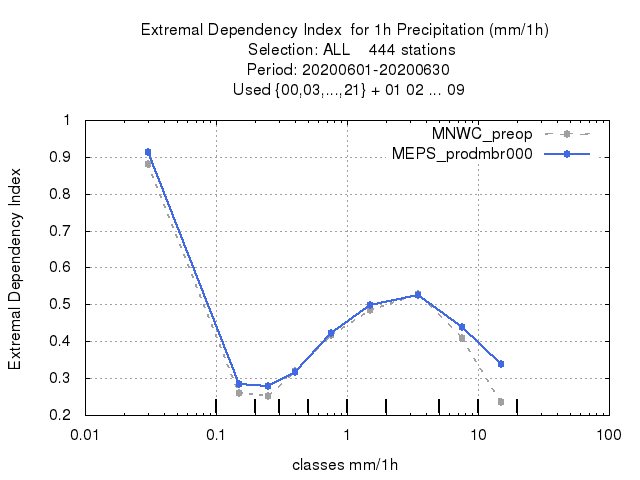 Extremal Dependency Index  for 1h Precipitation (mm/1h)
Selection: ALL    444 stations
Period: 20200601-20200630
Used {00,03,...,21} + 01 02 ... 09
MNWC_preop
MEPS_prodmbr000
Extremal Dependency Index
1
0.9
0.8
0.7
0.6
0.5
0.4
0.3
0.2
0.01
0.1
1
10
100
classes mm/1h